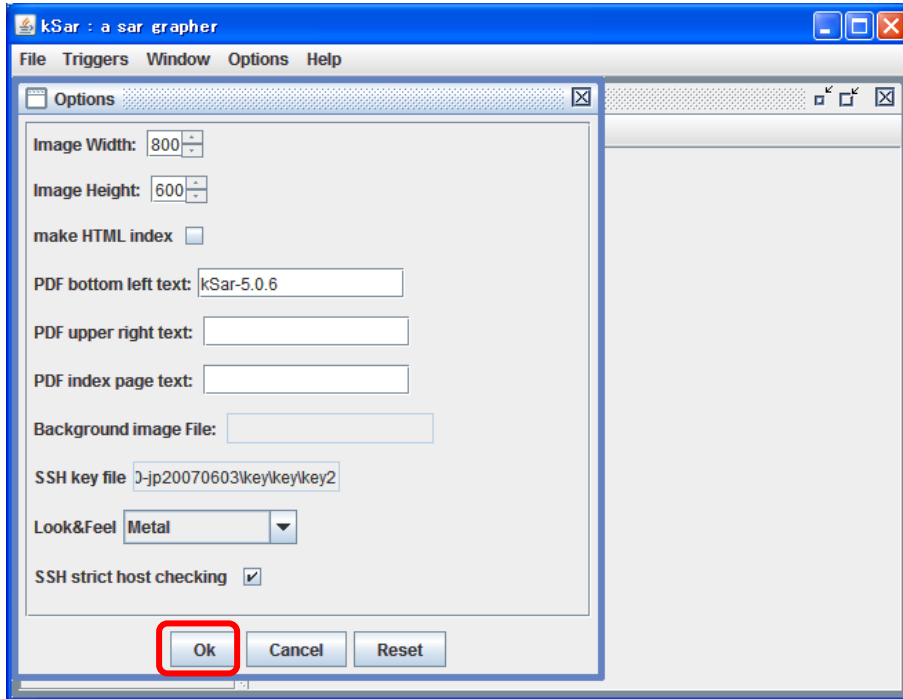 kSar : a sar grapher
File Triggers Window Options Help
Options
Image Width: 800
Image Height: 600
make HTML index
PDF bottom left text: kSar-5.0.6
PDF upper right text:
PDF index page text:
Background image File:
SSH key file 0-jp20070603\key\key\key2
Look&Feel Metal
SSH strict host checking
Ok Cancel Reset